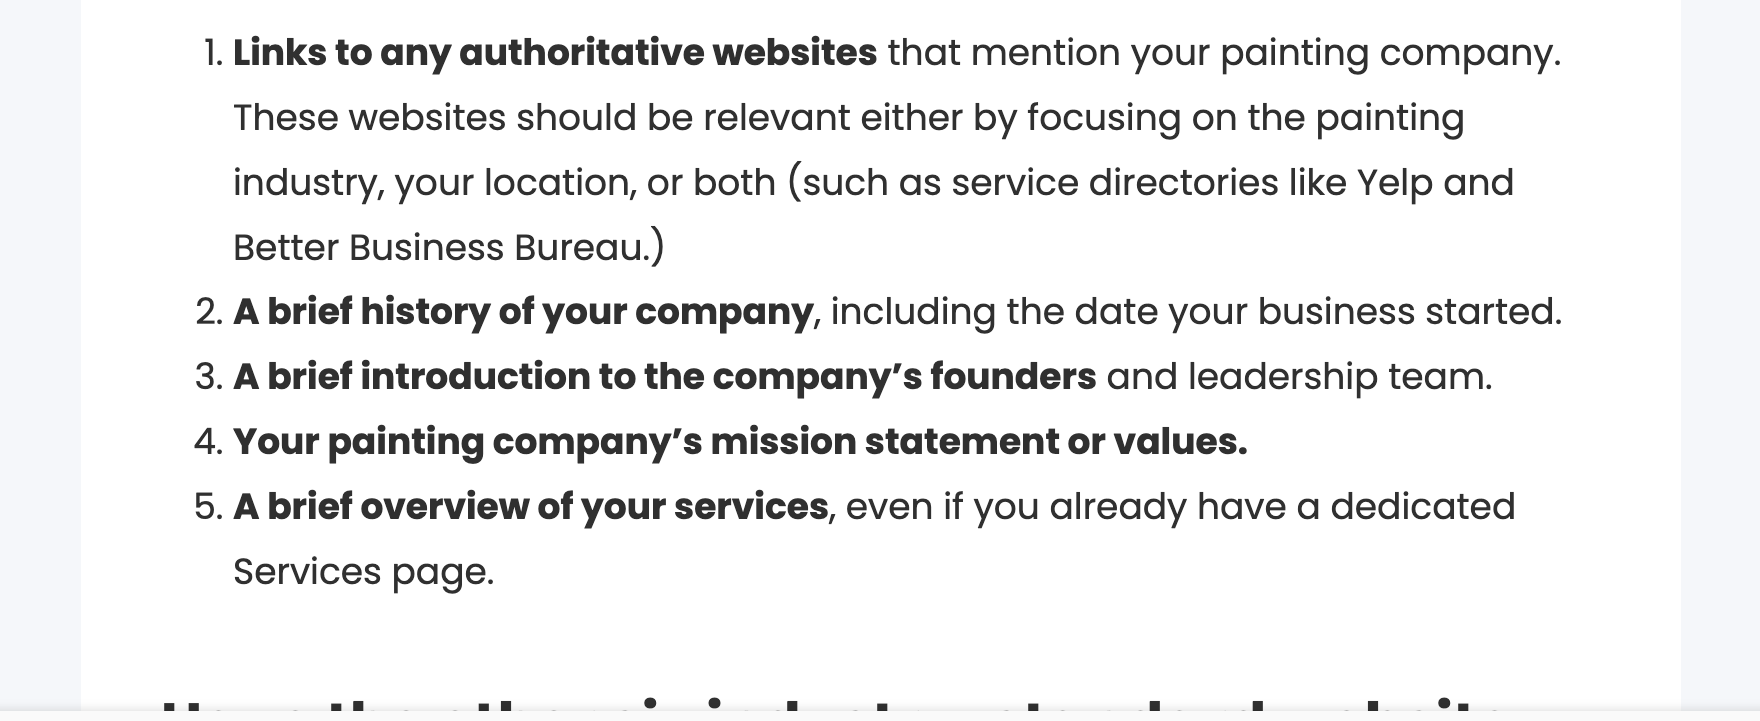 1. Links to any authoritative websites that mention your painting company.
These websites should be relevant either by focusing on the painting
industry, your location, or both (such as service directories like Yelp and
Better Business Bureau.)
2. A brief history of your company, including the date your business started.
3. A brief introduction to the company’s founders and leadership team.
4. Your painting company’s mission statement or values.
5. A brief overview of your services, even if you already have a dedicated
Services page.